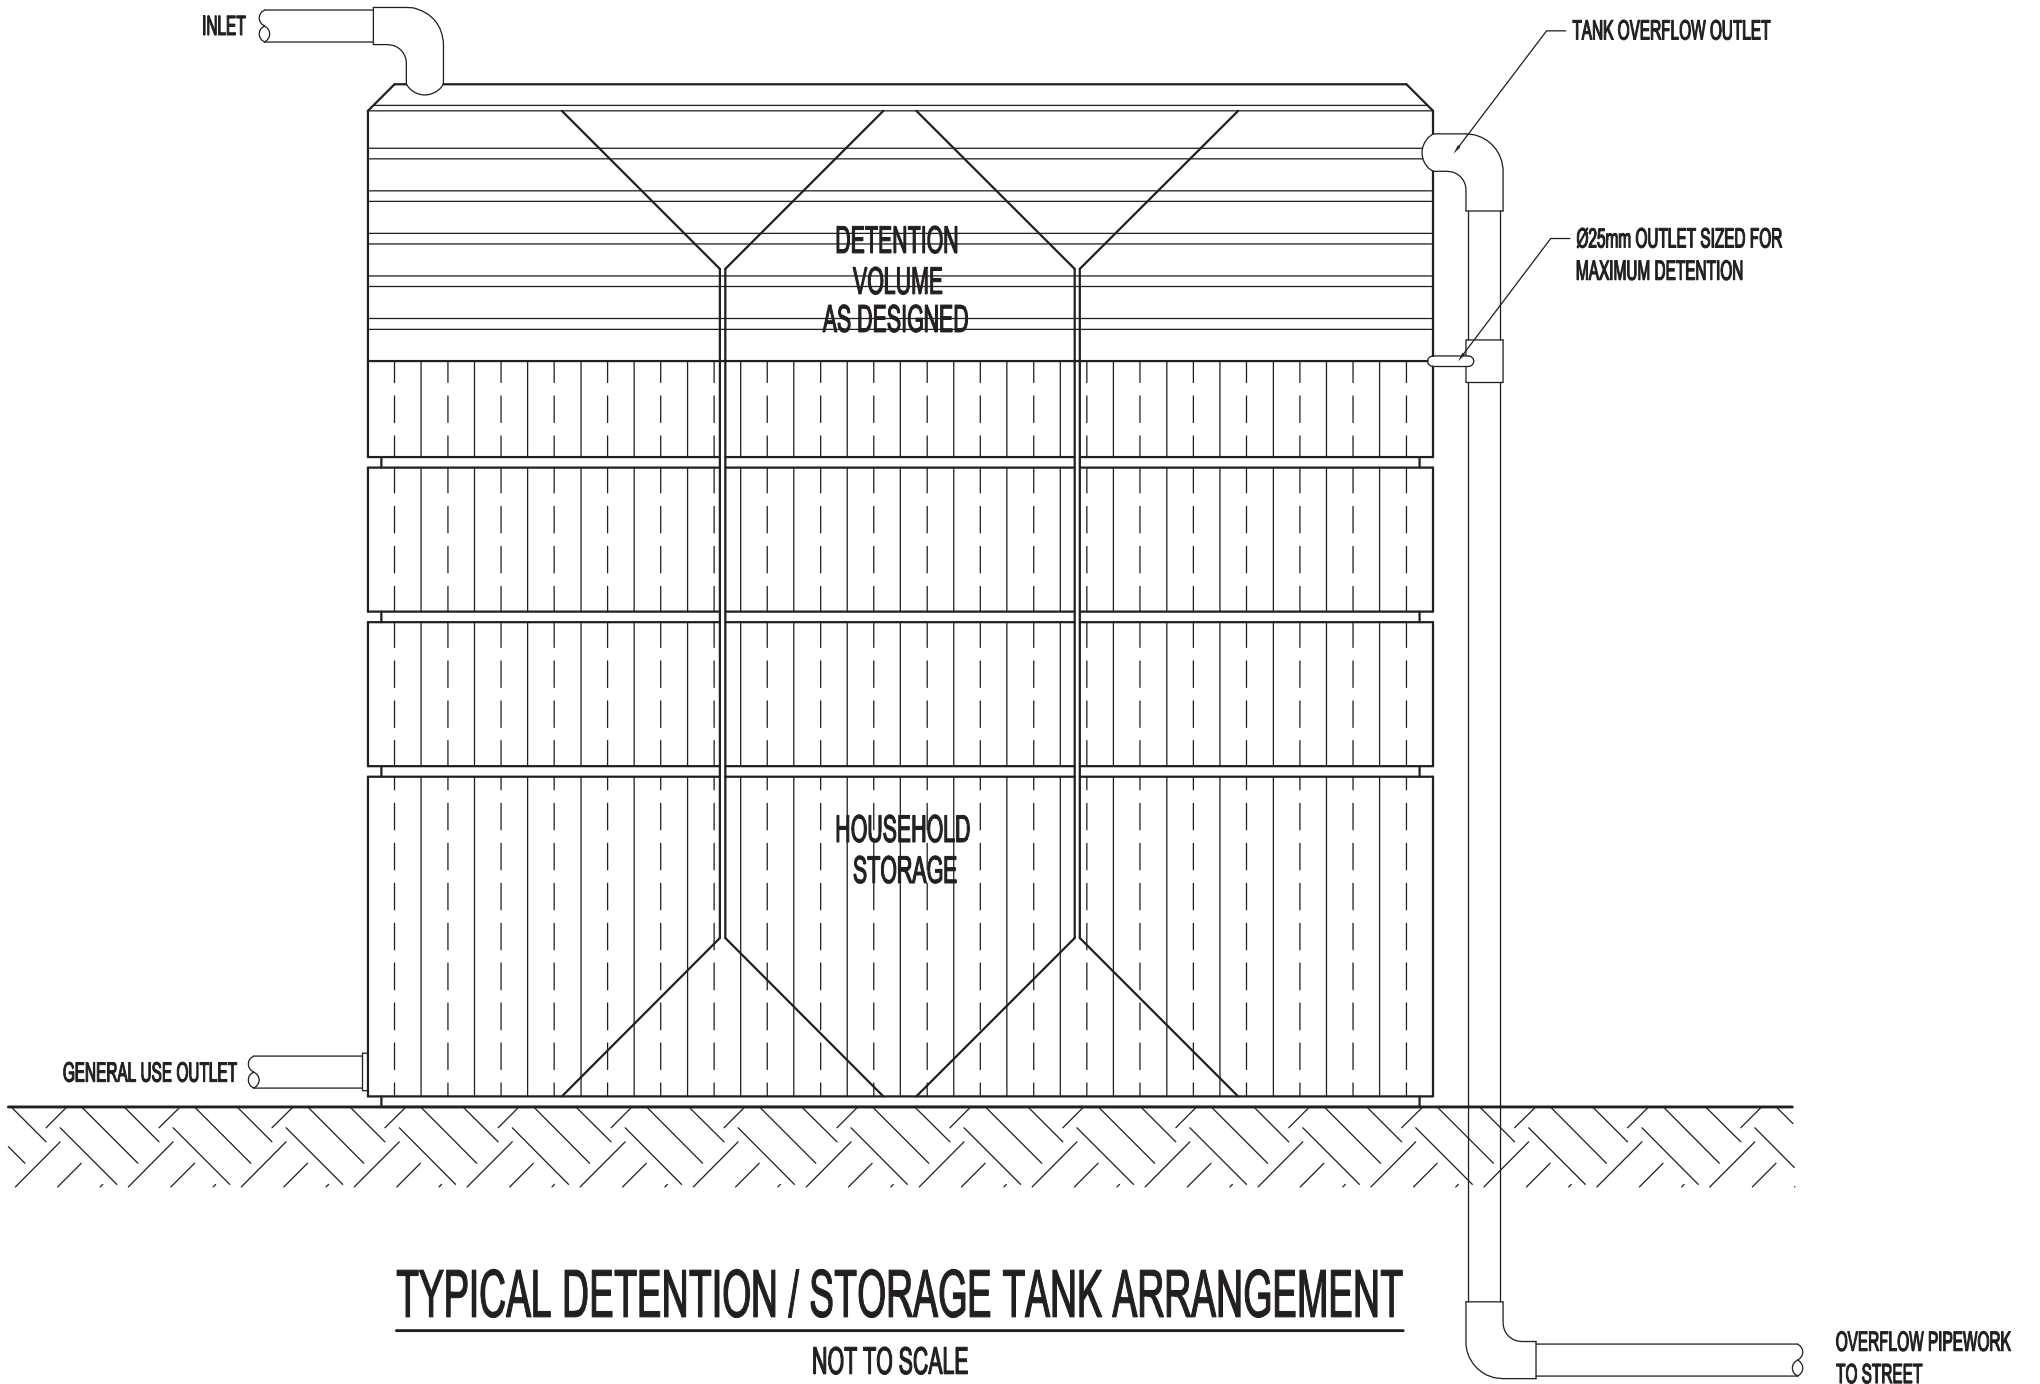 INLET
TANK OVERFLOW OUTLET
Ø25mm OUTLET SIZED FOR
MAXIMUM DETENTION
DETENTION
VOLUME
AS DESIGNED
HOUSEHOLD
STORAGE
GENERAL USE OUTLET
TYPICAL DETENTION / STORAGE TANK ARRANGEMENT
NOT TO SCALE
OVERFLOW PIPEWORK
TO STREET